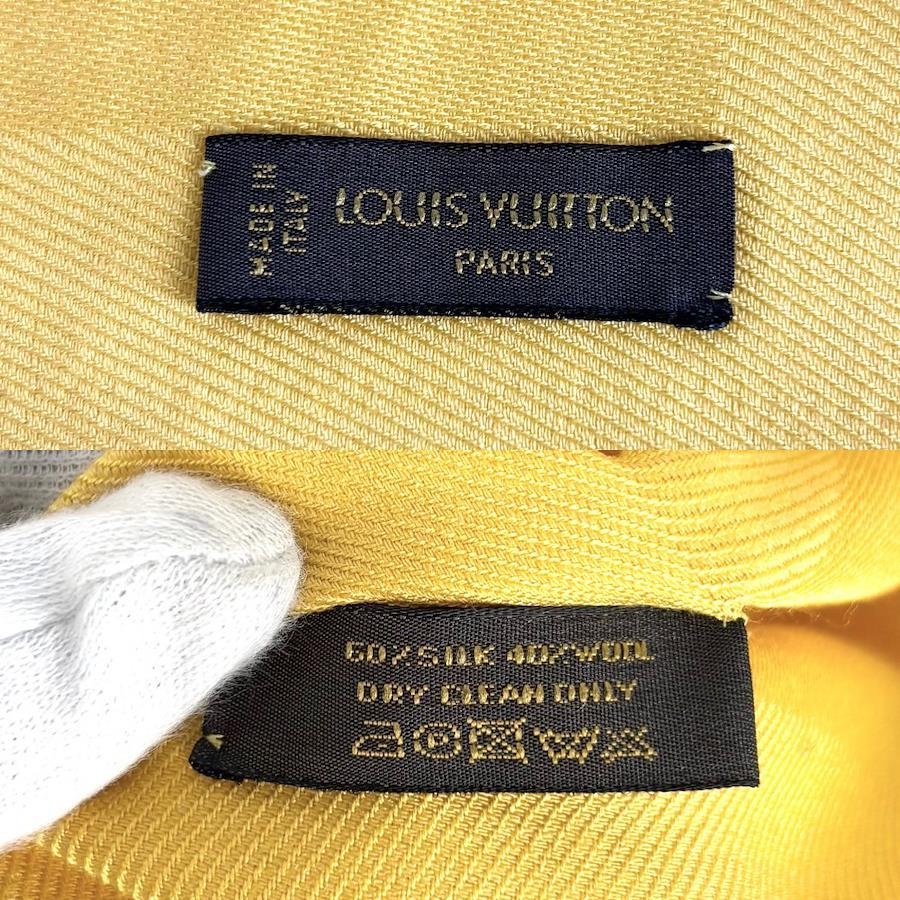 MADE IN
ITALY
LOUIS VUITTON
PARIS
60%SILK 40%WOOL
DRY CLEAN ONLY
P